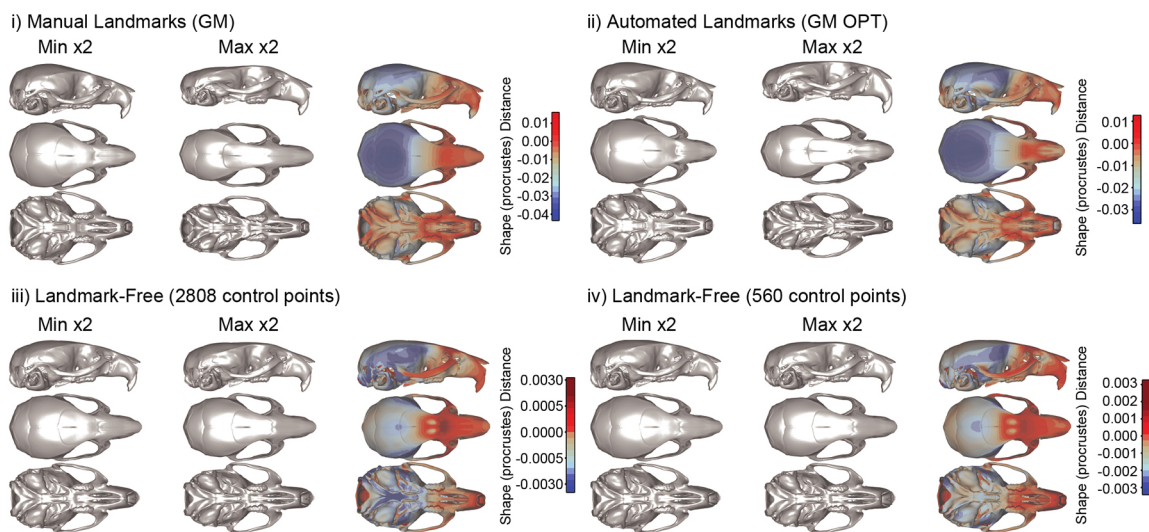 i) Manual Landmarks (GM)
Min x2
Max x2
Shape (procrustes) Distance
0.01
0.00
-0.01
-0.02
-0.03
-0.04
ii) Automated Landmarks (GM OPT)
Min x2
Max x2
Shape (procrustes) Distance
0.01
0.00
-0.01
-0.02
-0.03
iii) Landmark-Free (2808 control points)
Min x2
Max x2
Shape (procrustes) Distance
0.0030
0.0005
0.0000
-0.0005
-0.0030
iv) Landmark-Free (560 control points)
Min x2
Max x2
Shape (procrustes) Distance
0.003
0.002
0.001
0.000
-0.001
-0.002
-0.003